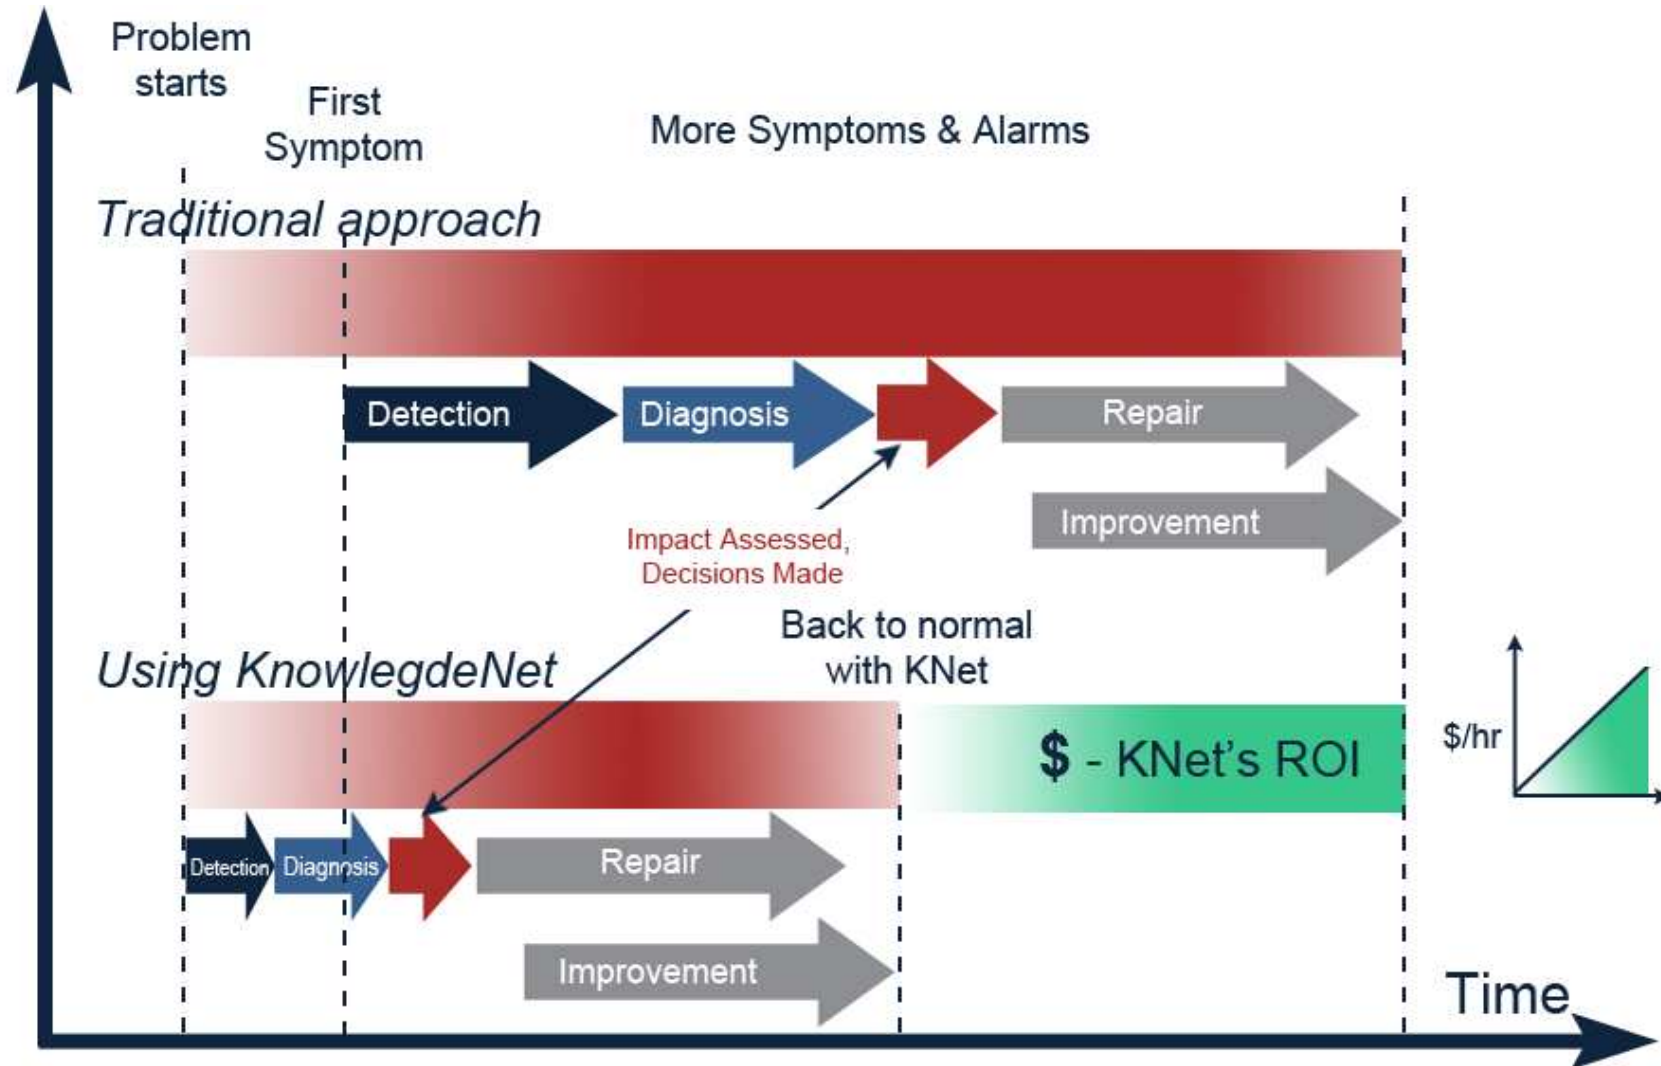 Problem
starts
First
Symptom
More Symptoms & Alarms
Traditional approach
Detection
Diagnosis
Repair
Improvement
Impact Assessed,
Decisions Made
Back to normal
with KNet
Using KnowlegdeNet
$ - KNet's ROI
$/hr
Detection
Diagnosis
Repair
Improvement
Time